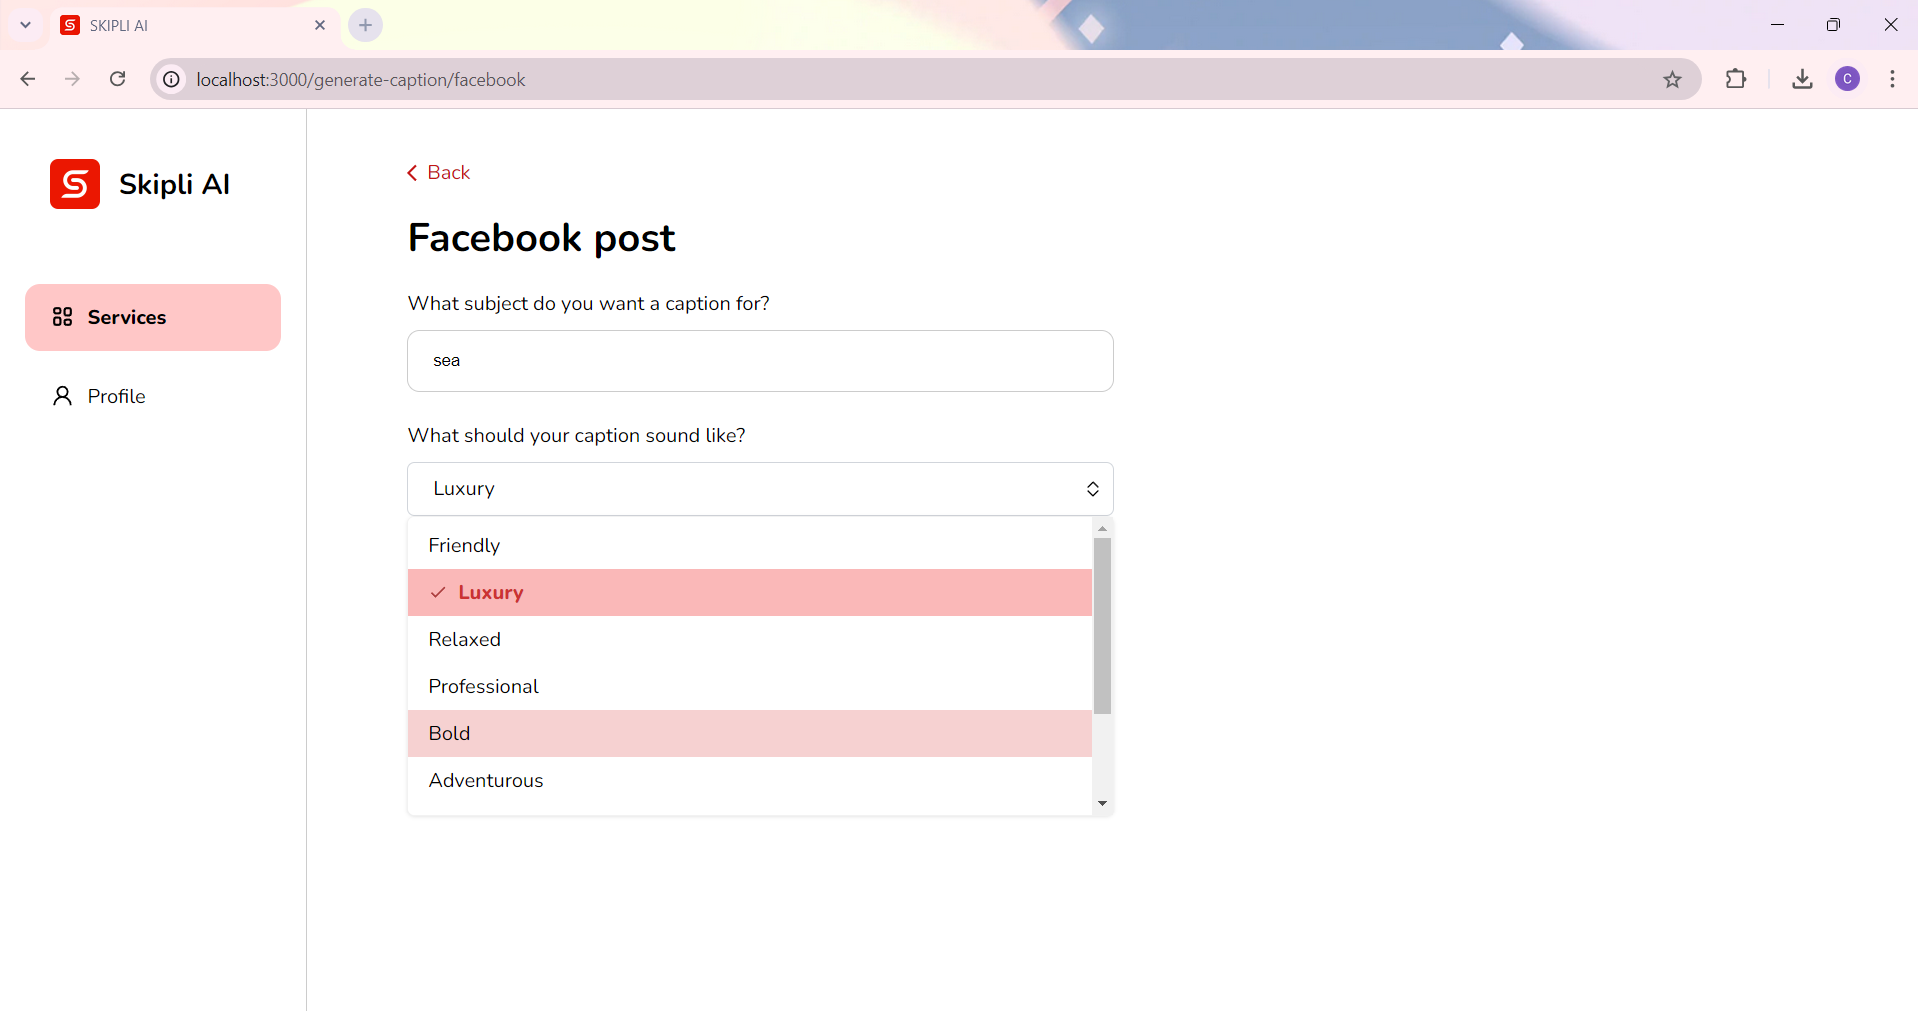 SKIPLI AI
localhost:3000/generate-caption/facebook
C
Skipli AI
Services
Profile
Back
Facebook post
What subject do you want a caption for?
sea
What should your caption sound like?
Luxury
Friendly
Luxury
Relaxed
Professional
Bold
Adventurous